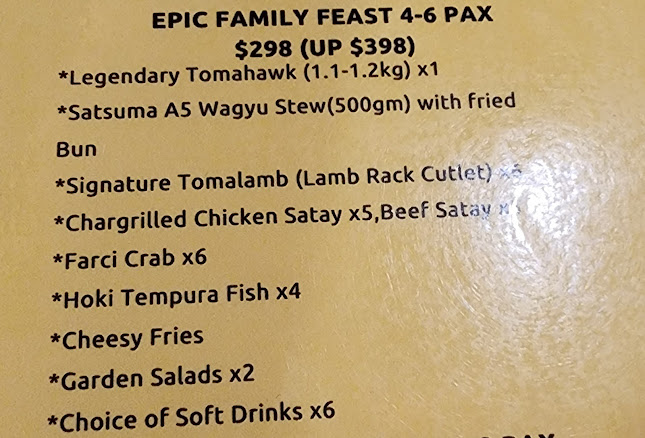 EPIC FAMILY FEAST 4-6 PAX
$298 (UP $398)
*Legendary Tomahawk (1.1-1.2kg) x1
*Satsuma A5 Wagyu Stew(500gm) with fried
Bun
*Signature Tomalamb (Lamb Rack Cutlet)
*Chargrilled Chicken Satay x5,Beef Satay
*Farci Crab x6
*Hoki Tempura Fish x4
*Cheesy Fries
*Garden Salads x2
*Choice of Soft Drinks x6
PAX